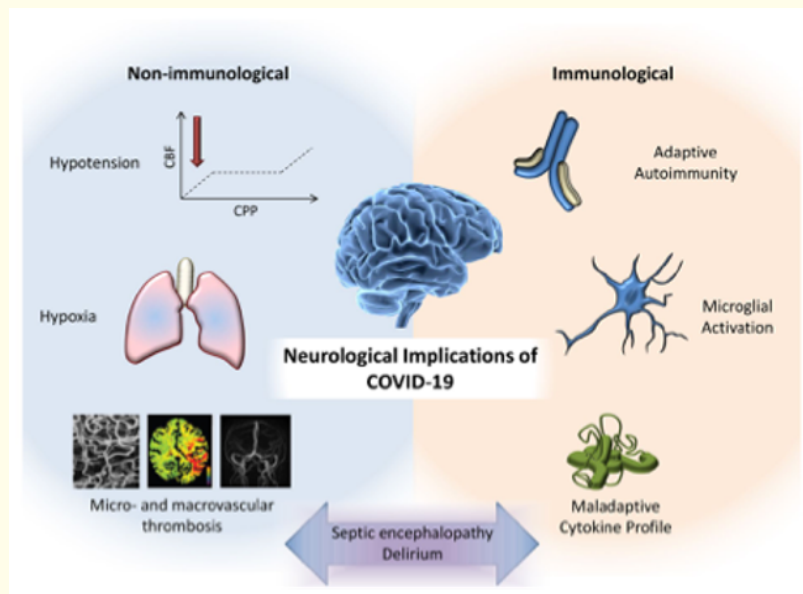 Non-immunological
Immunological
Hypotension
CBF
CPP
Adaptive
Autoimmunity
Hypoxia
Microglial
Activation
Neurological Implications of
COVID-19
Micro- and macrovascular
thrombosis
Maladaptive
Cytokine Profile
Septic encephalopathy
Delirium